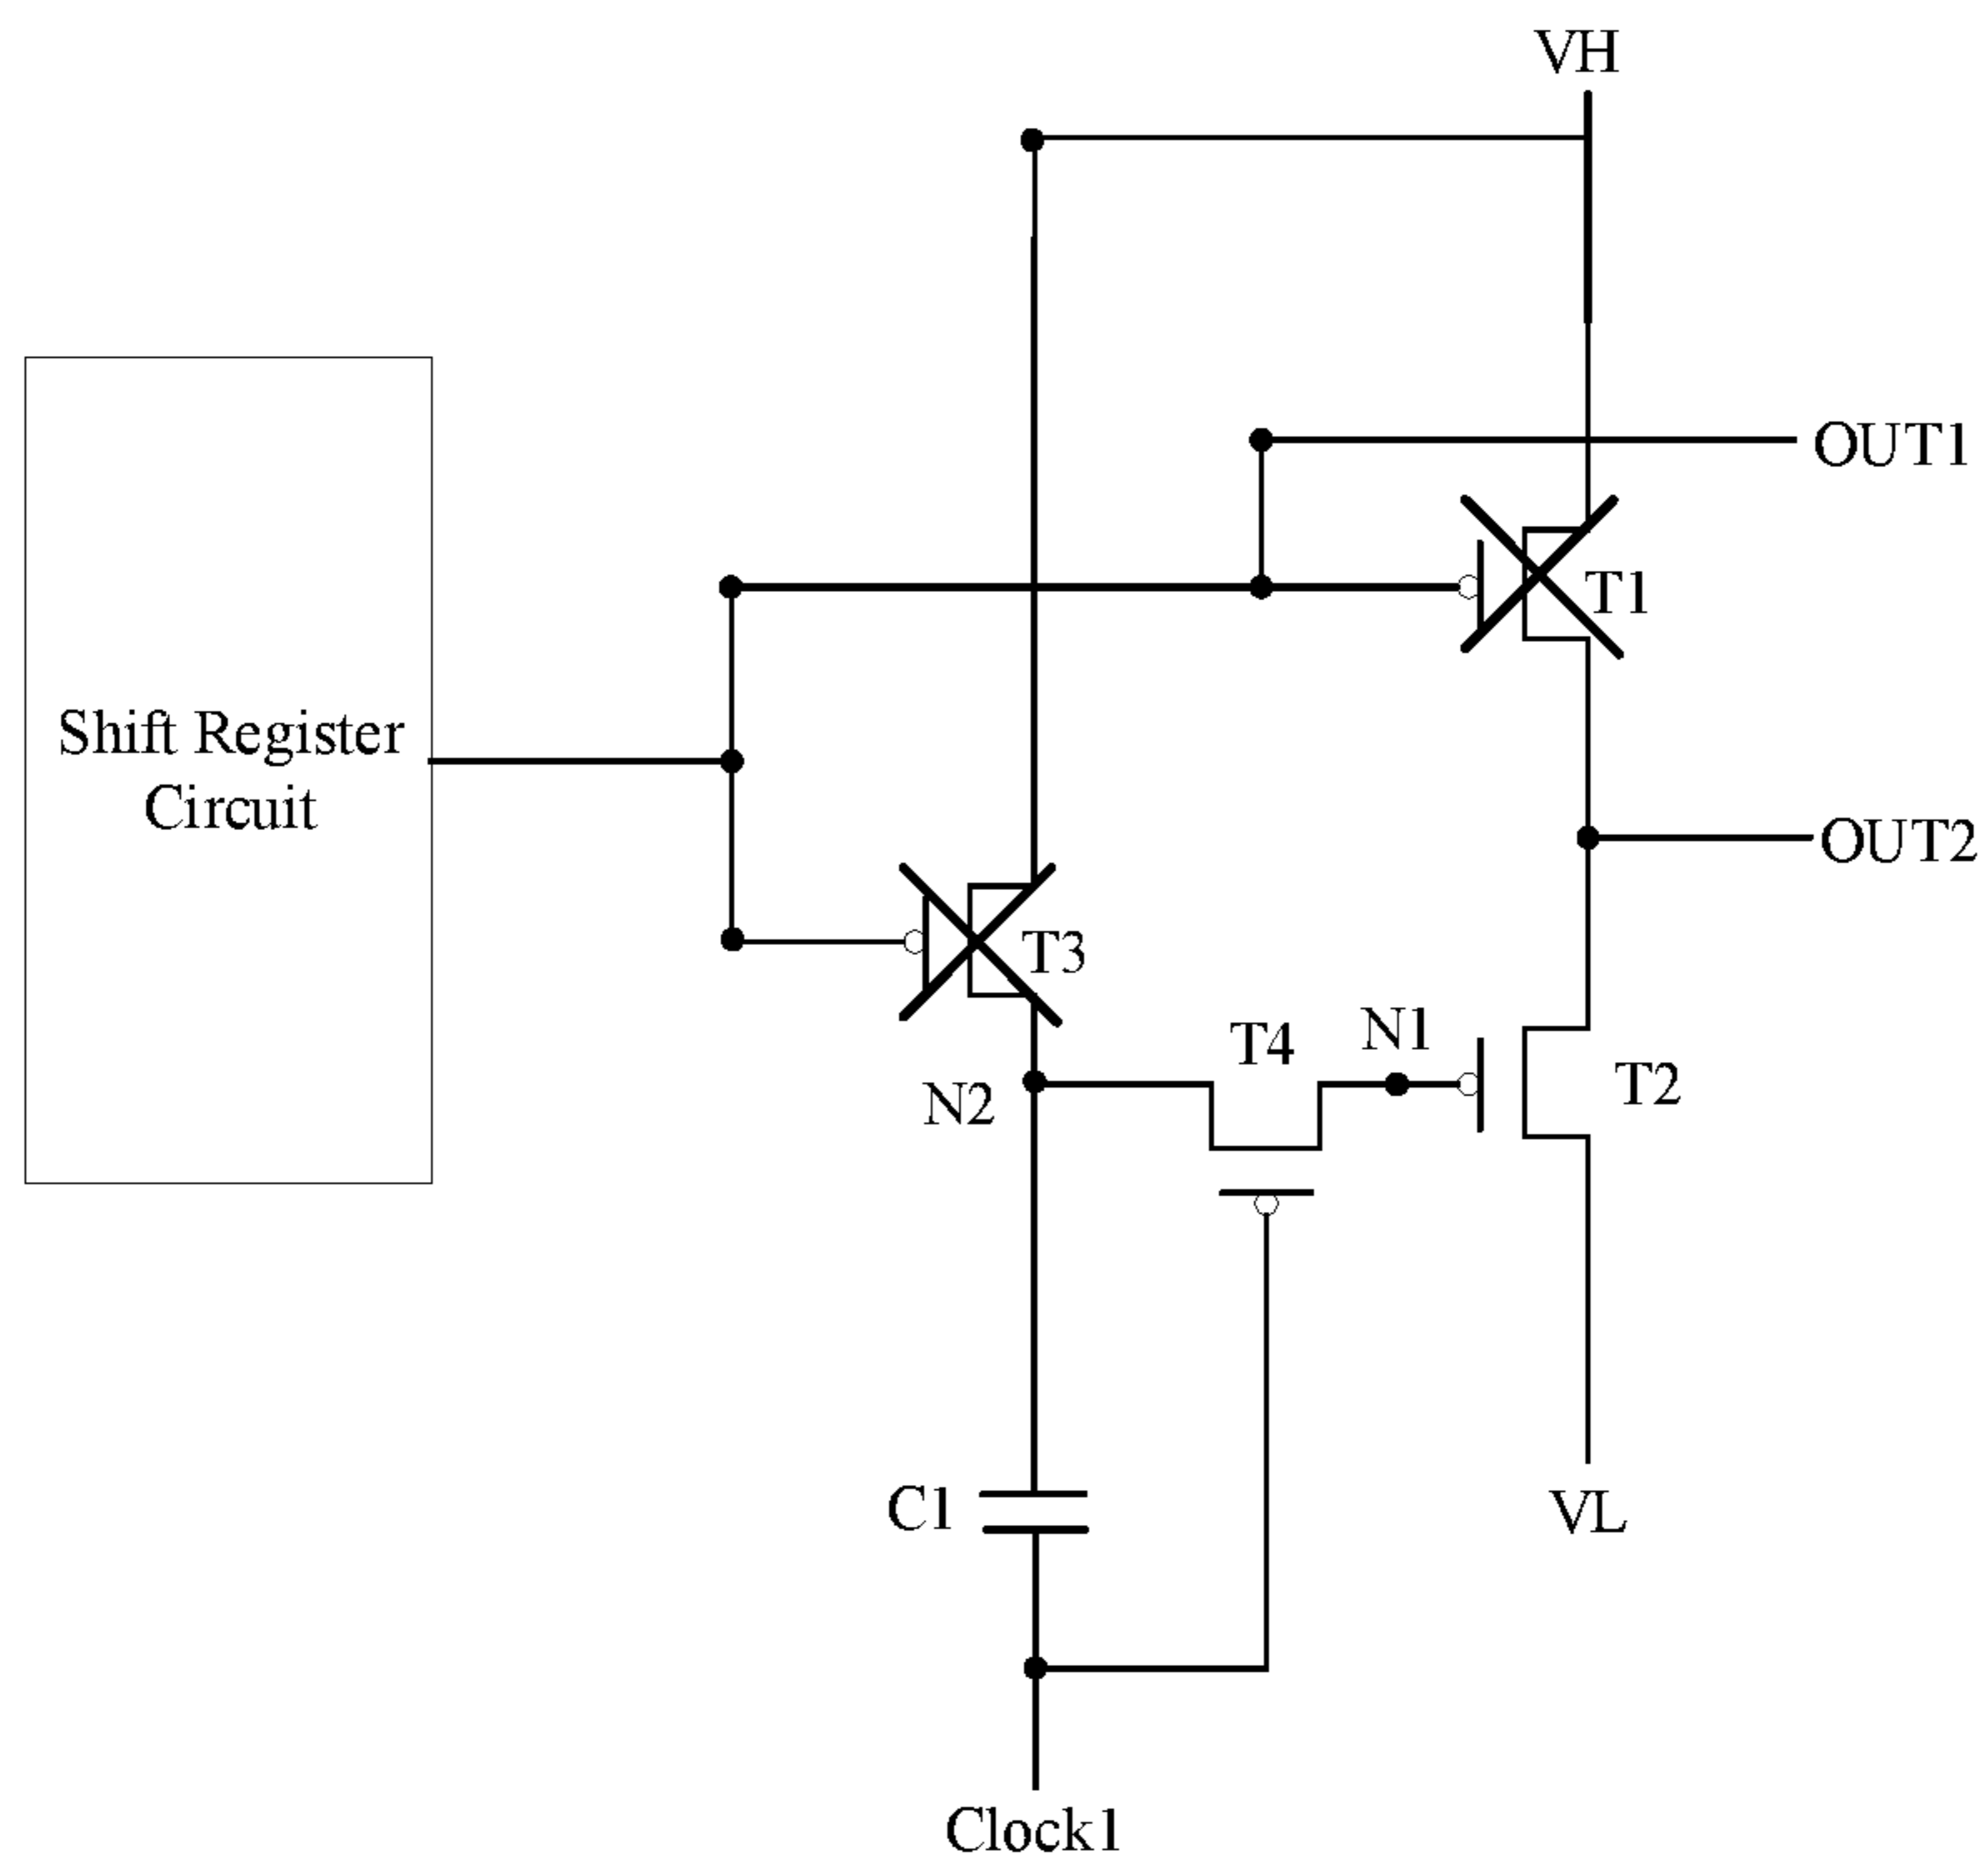 VH
OUT1
T1
Shift Register
Circuit
OUT2
T3
N1
T4
T2
N2
C1
VL
Clock1